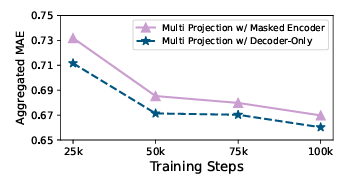 0.75
Multi Projection w/ Masked Encoder
Multi Projection w/ Decoder-Only
0.73
0.71
0.69
0.67
0.65
Aggregated MAE
25k 50k 75k 100k
Training Steps